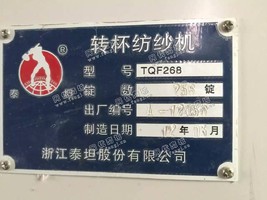 转杯纺纱机
®
型号 TQF268
泰
锭数 锭
出厂编号
制造日期 年 月
浙江泰坦股份有限公司